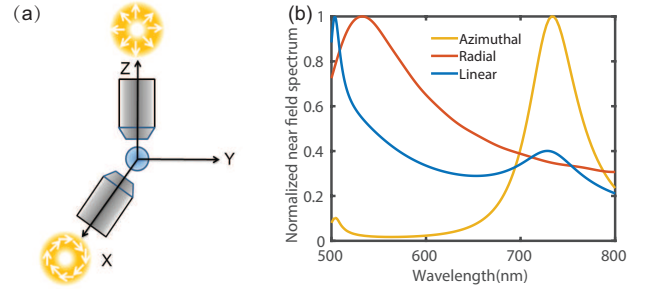 (a)
Z
Y
X
(b)
Normalized near field spectrum
1
0.8
0.6
0.4
0.2
0
Azimuthal
Radial
Linear
500 600 700 800
Wavelength(nm)